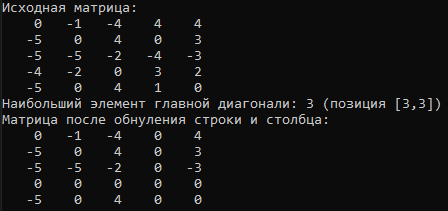 Исходная матрица:
0 -1 -4 4 4
-5 0 4 0 3
-5 -5 -2 -4 -3
-4 -2 0 3 2
-5 0 4 1 0
Наибольший элемент главной диагонали: 3 (позиция [3,3])
Матрица после обнуления строки и столбца:
0 -1 -4 0 4
-5 0 4 0 3
-5 -5 -2 0 -3
0 0 0 0 0
-5 0 4 0 0